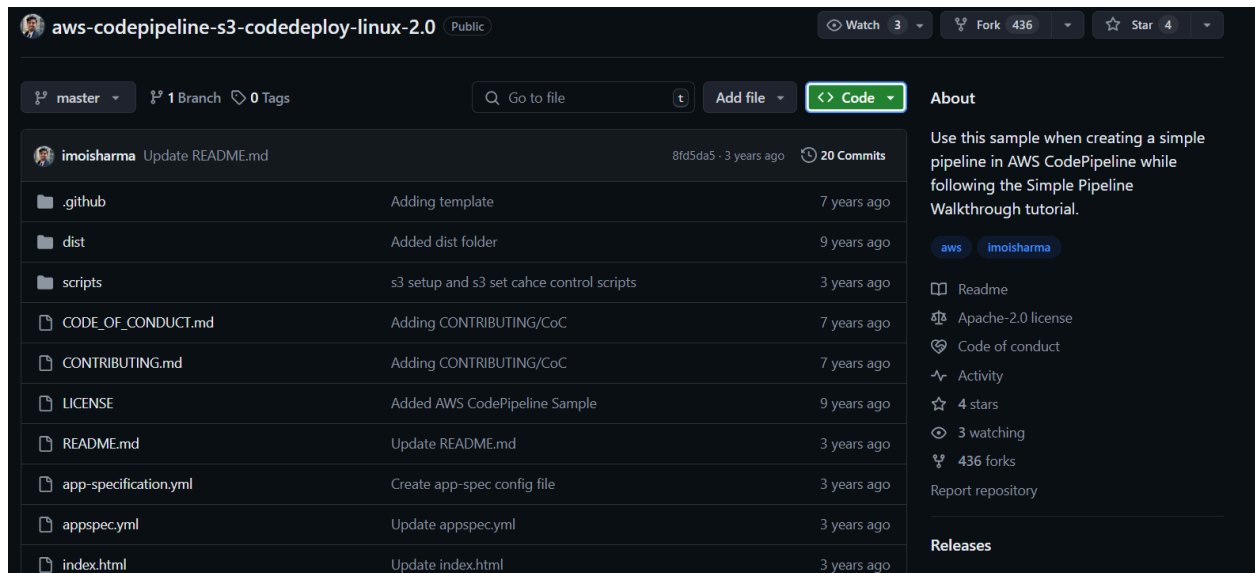 aws-codepipeline-s3-codedeploy-linux-2.0 Public
Watch 3 Fork 436 Star 4
master 1 Branch 0 Tags Go to file t Add file <> Code
imoisharma Update README.md 8fd5da5 · 3 years ago 20 Commits
.github Adding template 7 years ago
dist Added dist folder 9 years ago
scripts s3 setup and s3 set cahce control scripts 3 years ago
CODE_OF_CONDUCT.md Adding CONTRIBUTING/CoC 7 years ago
CONTRIBUTING.md Adding CONTRIBUTING/CoC 7 years ago
LICENSE Added AWS CodePipeline Sample 9 years ago
README.md Update README.md 3 years ago
app-specification.yml Create app-spec config file 3 years ago
appspec.yml Update appspec.yml 3 years ago
index.html Update index.html 3 years ago
About
Use this sample when creating a simple
pipeline in AWS CodePipeline while
following the Simple Pipeline
Walkthrough tutorial.
aws imoisharma
Readme
Apache-2.0 license
Code of conduct
Activity
4 stars
3 watching
436 forks
Report repository
Releases